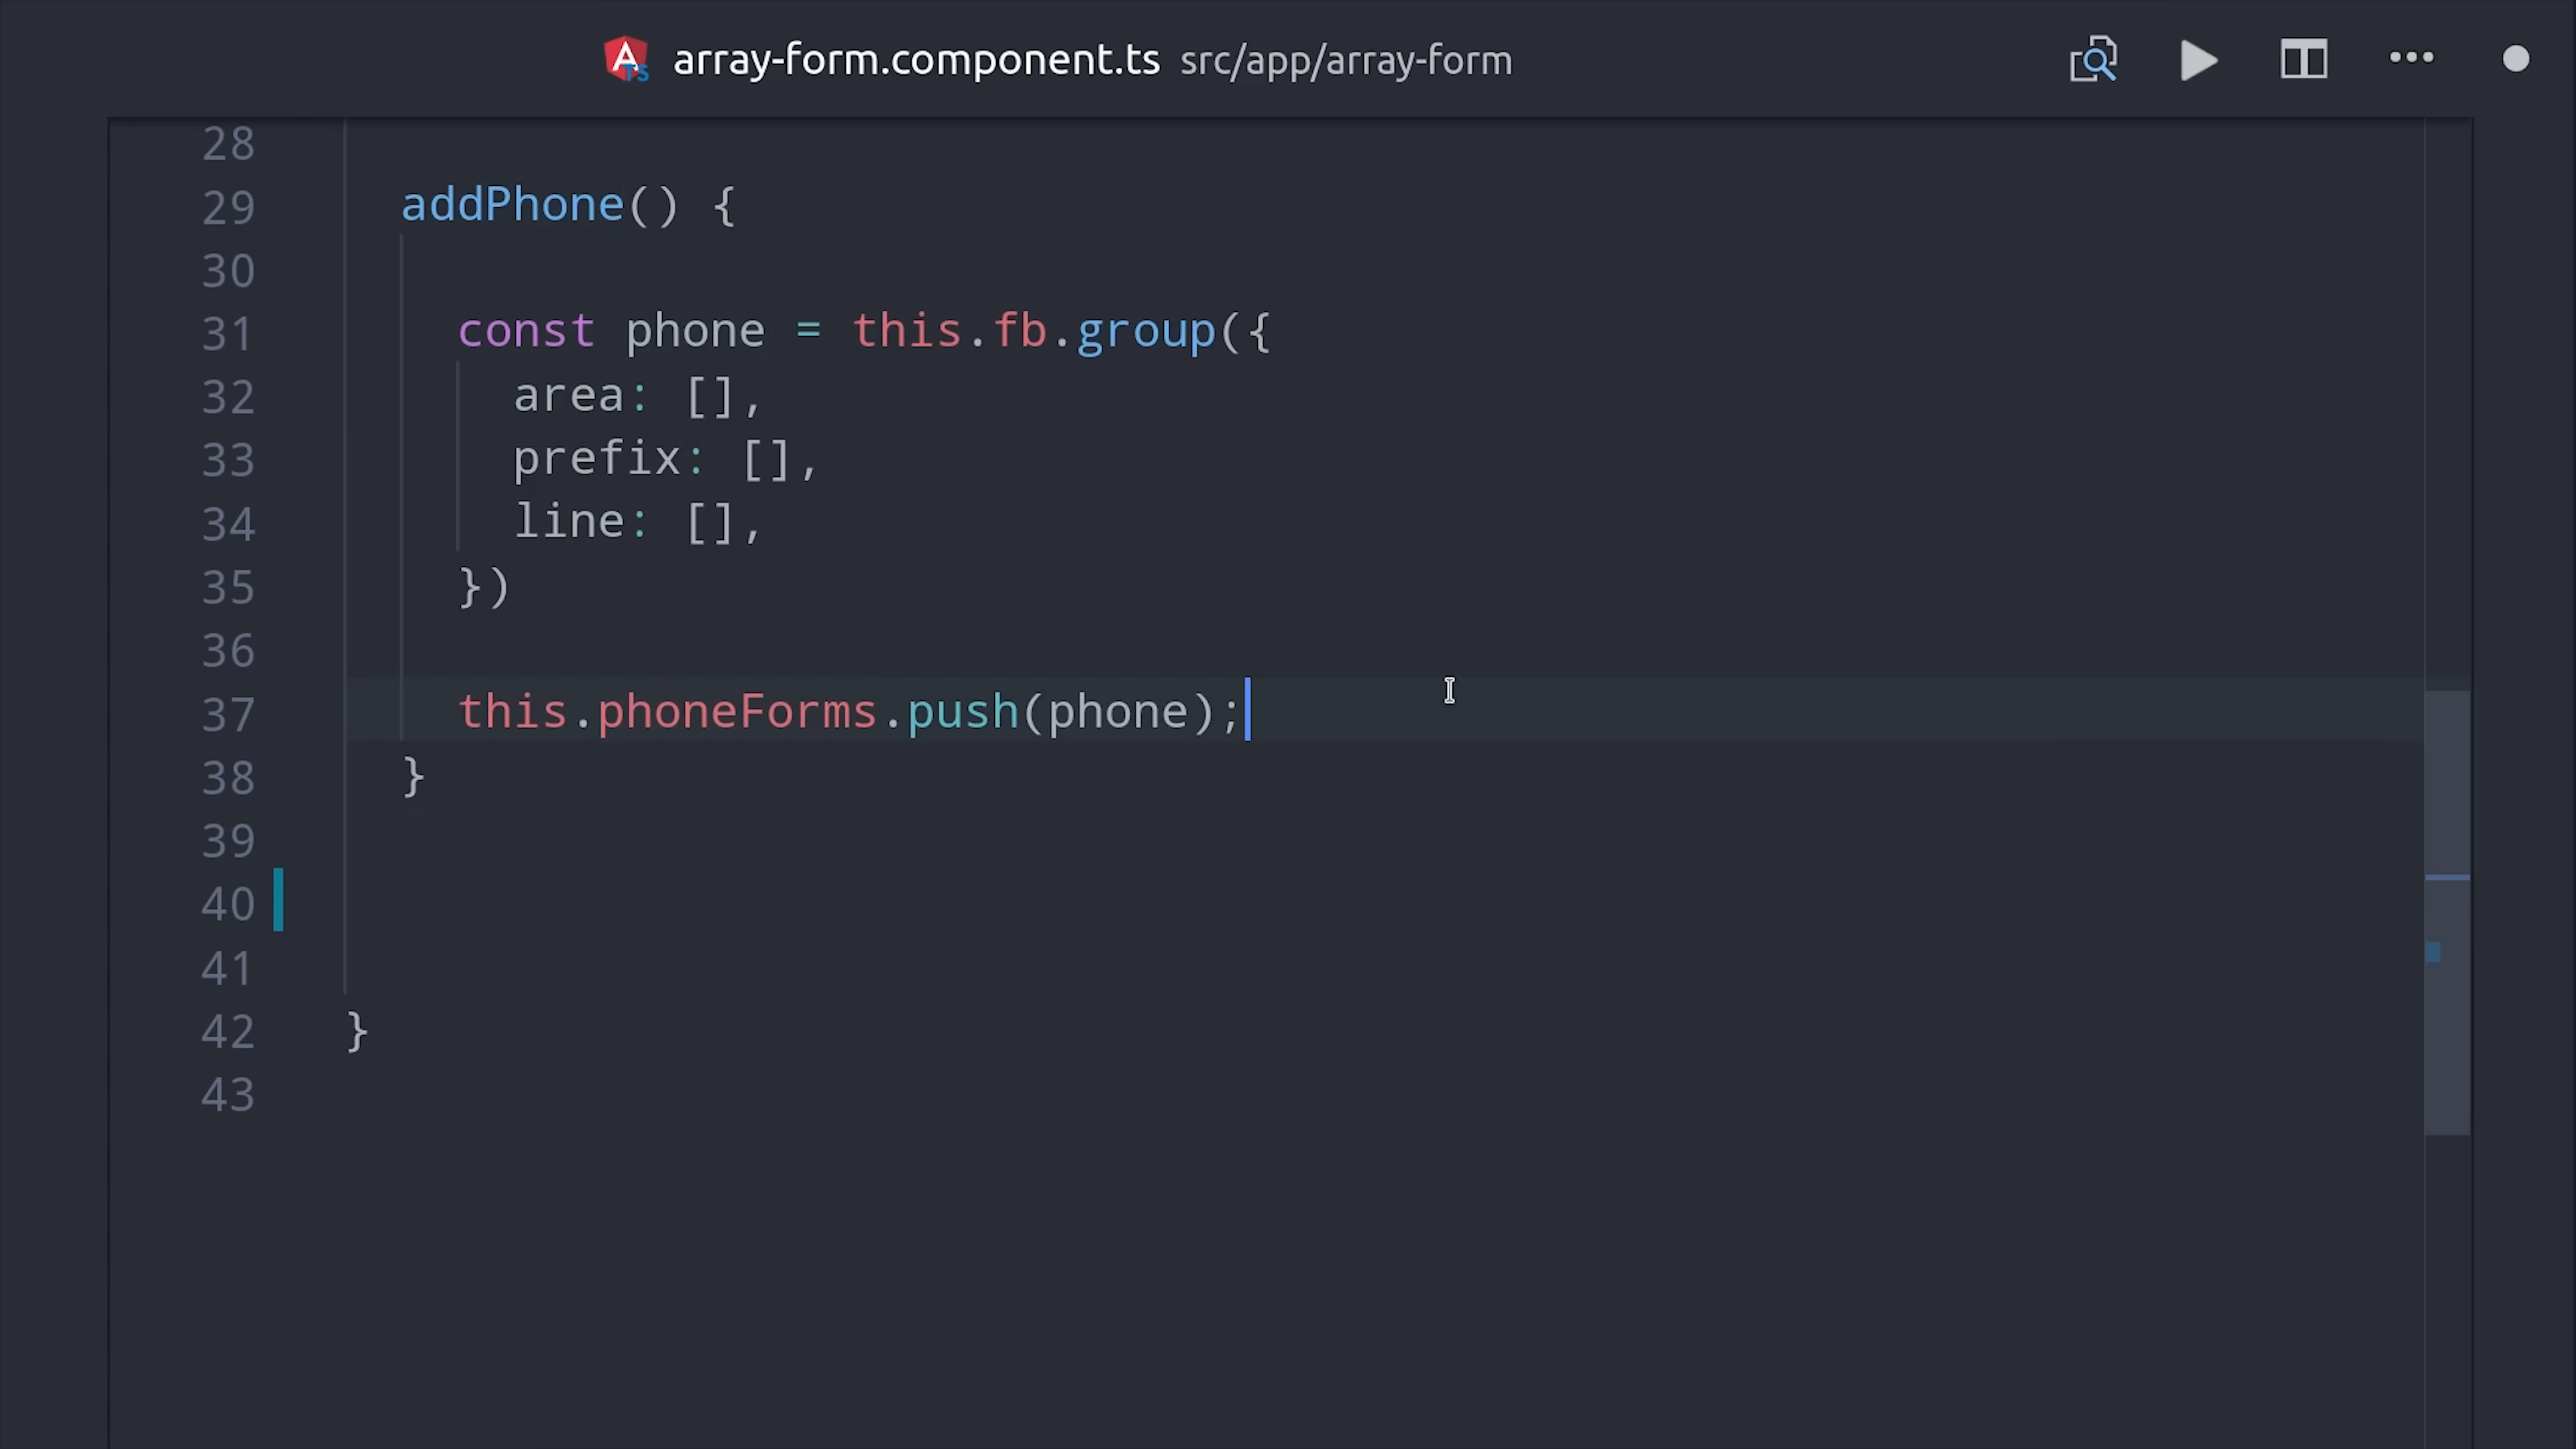 array-form.component.ts src/app/array-form
28
29 addPhone() {
30
31 const phone = this.fb.group({
32 area: [],
33 prefix: [],
34 line: [],
35 })
36
37 this.phoneForms.push(phone);
38 }
39
40
41
42 }
43